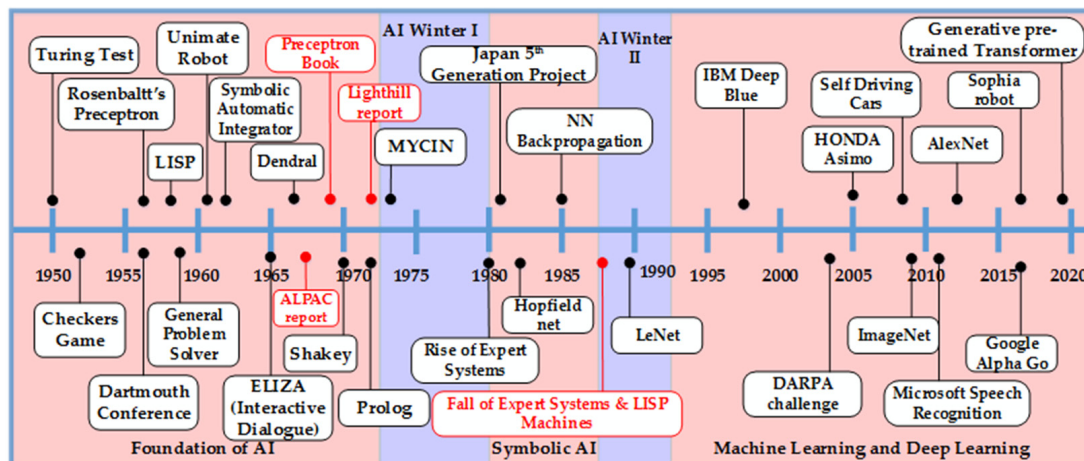 Turing Test
Rosenbaltt's
Preceptron
LISP
Unimate
Robot
Symbolic
Automatic
Integrator
Dendral
Preceptron
Book
Lighthill
report
AI Winter I
MYCIN
Japan 5th
Generation Project
NN
Backpropagation
AI Winter
II
IBM Deep
Blue
Self Driving
Cars
HONDA
Asimo
Generative pre-
trained Transformer
Sophia
robot
AlexNet
1950
1955
1960
1965
1970
1975
1980
1985
1990
1995
2000
2005
2010
2015
2020
Checkers
Game
Dartmouth
Conference
General
Problem
Solver
ELIZA
(Interactive
Dialogue)
ALPAC
report
Shakey
Prolog
Rise of Expert
Systems
Hopfield
net
Fall of Expert Systems & LISP
Machines
LeNet
DARPA
challenge
ImageNet
Microsoft Speech
Recognition
Google
Alpha Go
Foundation of AI
Symbolic AI
Machine Learning and Deep Learning